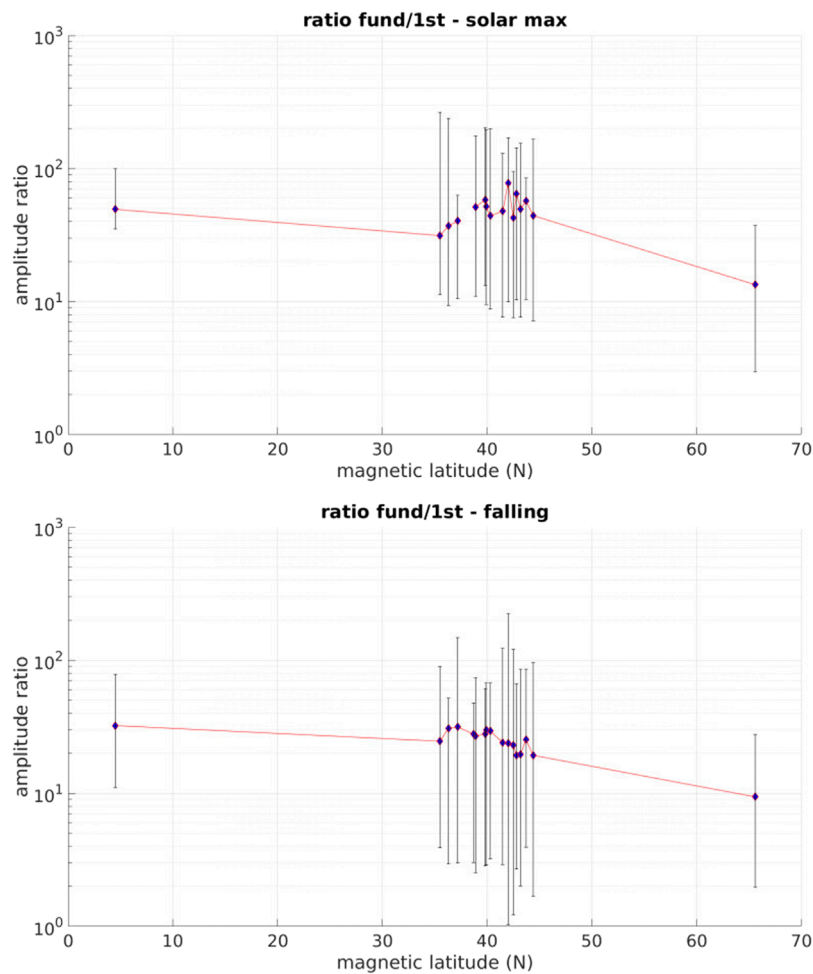 ratio fund/1st - solar max
10³
10²
10¹
10⁰
amplitude ratio
0 10 20 30 40 50 60 70
magnetic latitude (N)
ratio fund/1st - falling
10³
10²
10¹
10⁰
amplitude ratio
0 10 20 30 40 50 60 70
magnetic latitude (N)